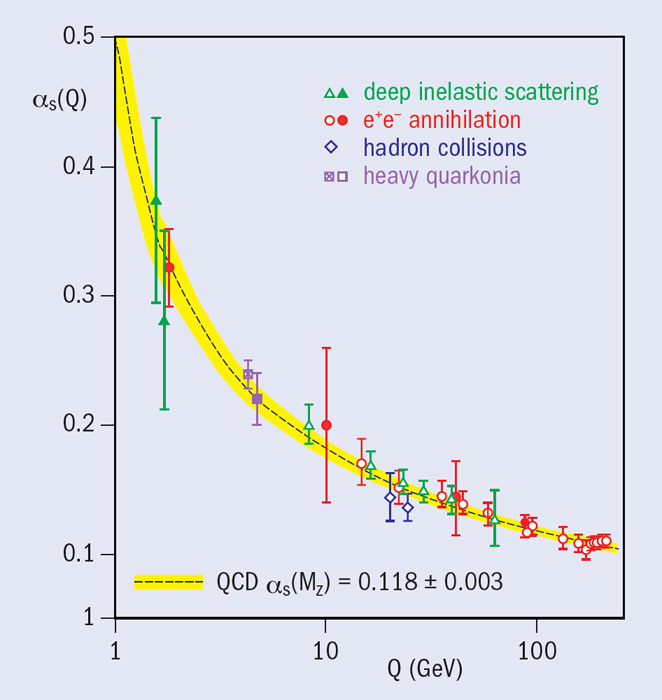 0.5
αs(Q)
deep inelastic scattering
e⁺e⁻ annihilation
hadron collisions
heavy quarkonia
0.4
0.3
0.2
0.1
QCD αs(Mz) = 0.118 ± 0.003
1
1
10
100
Q (GeV)